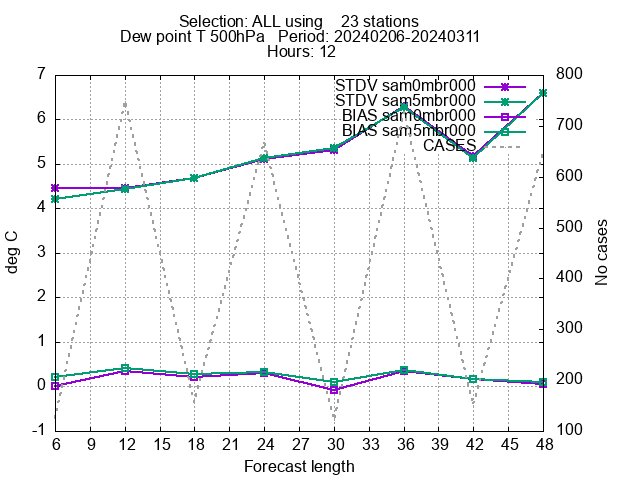 Selection: ALL using    23 stations
Dew point T 500hPa   Period: 20240206-20240311
Hours: 12
STDV sam0mbr000
STDV sam5mbr000
BIAS sam0mbr000
BIAS sam5mbr000
CASES
7
6
5
4
3
2
1
0
-1
deg C
800
700
600
500
400
300
200
100
No cases
6 9 12 15 18 21 24 27 30 33 36 39 42 45 48
Forecast length